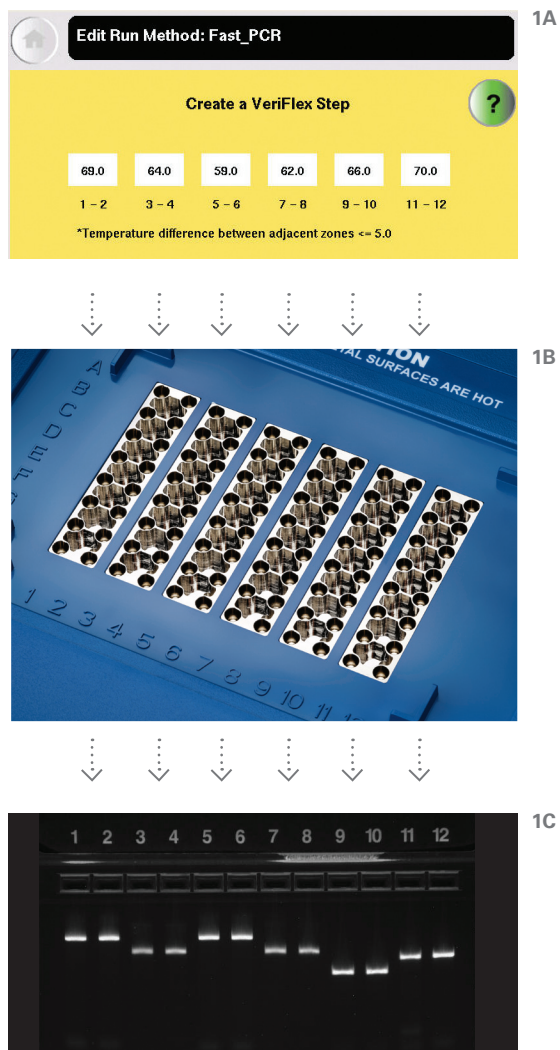 1A
Edit Run Method: Fast_PCR
?
Create a VeriFlex Step
69.0 64.0 59.0 62.0 66.0 70.0
1 – 2 3 – 4 5 – 6 7 – 8 9 – 10 11 – 12
*Temperature difference between adjacent zones <= 5.0
1B
SURFACES ARE HOT
A
B
C
D
E
F
1 2 3 4 5 6 7 8 9 10 11
1C
1 2 3 4 5 6 7 8 9 10 11 12